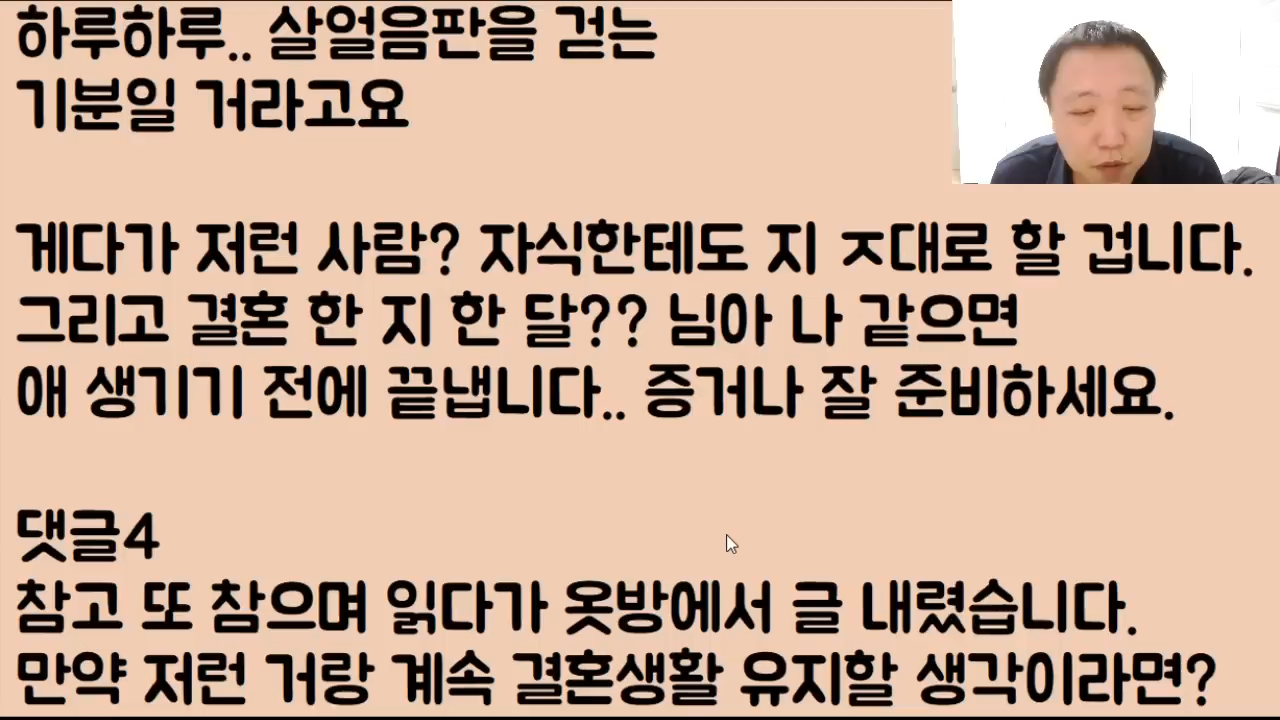 하루하루.. 살얼음판을 걷는
기분일 거라고요
게다가 저런 사람? 자식한테도 지 ㅈ대로 할 겁니다.
그리고 결혼 한 지 한 달?? 님아 나 같으면
애 생기기 전에 끝냅니다.. 증거나 잘 준비하세요.
댓글4
참고 또 참으며 읽다가 옷방에서 글 내렸습니다.
만약 저런 거랑 계속 결혼생활 유지할 생각이라면?